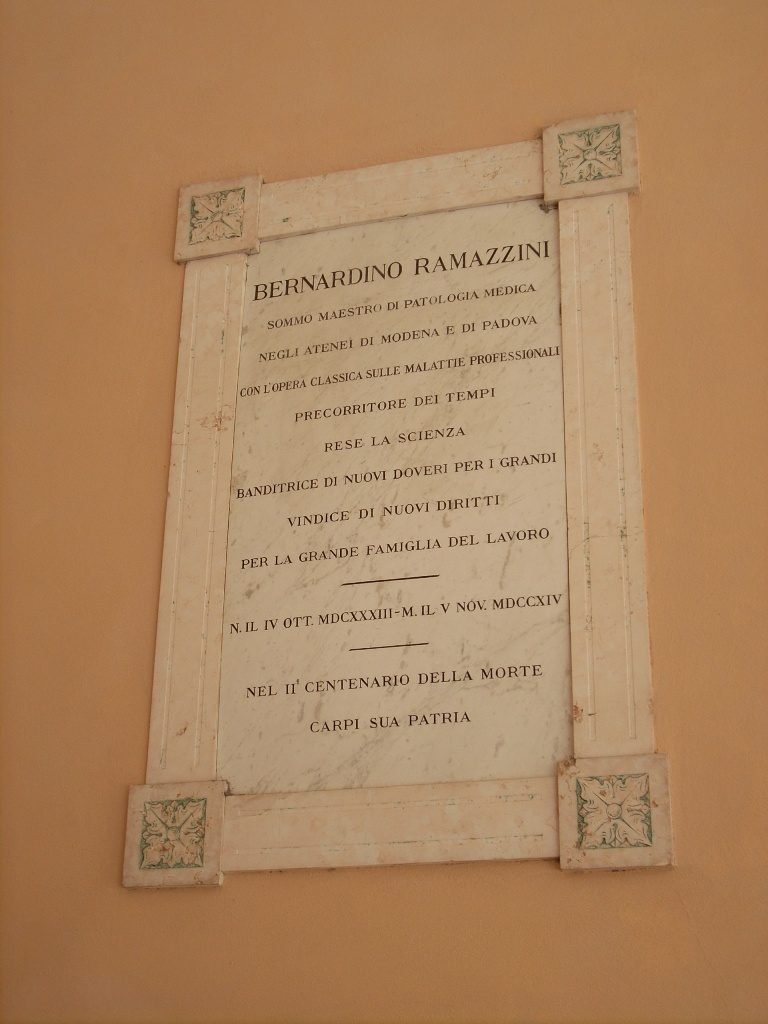 BERNARDINO RAMAZZINI
SOMMO MAESTRO DI PATOLOGIA MEDICA
NEGLI ATENEI DI MODENA E DI PADOVA
CON L'OPERA CLASSICA SULLE MALATTIE PROFESSIONALI
PRECORRITORE DEI TEMPI
RESE LA SCIENZA
BANDITRICE DI NUOVI DOVERI PER I GRANDI
VINDICE DI NUOVI DIRITTI
PER LA GRANDE FAMIGLIA DEL LAVORO
N. IL IV OTT. MDCXXXIII-M. IL V NOV. MDCCXIV
NEL II° CENTENARIO DELLA MORTE
CARPI SUA PATRIA